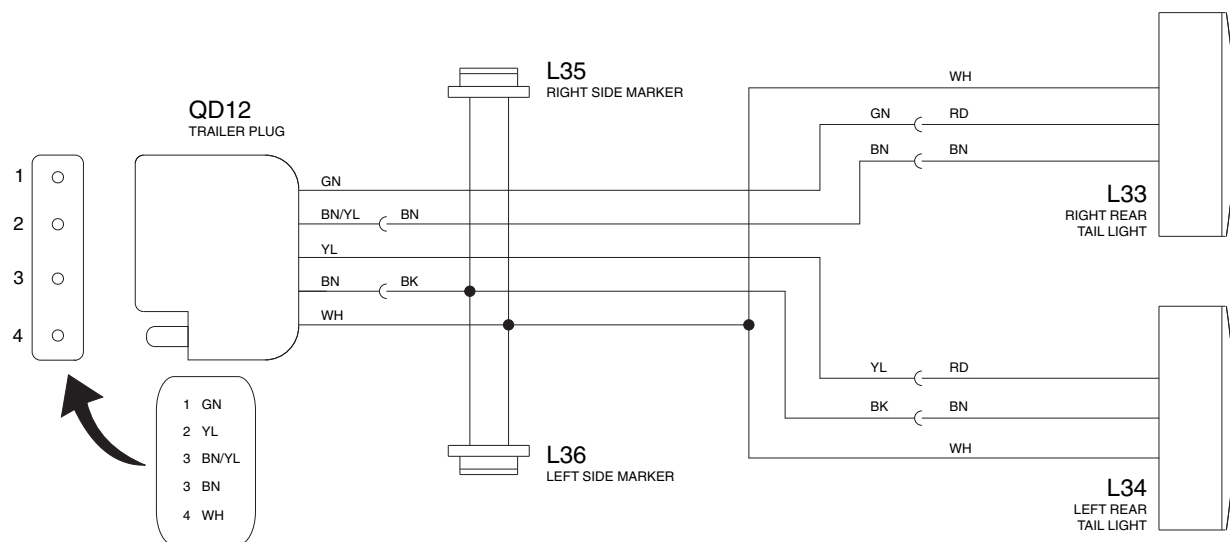 QD12
TRAILER PLUG
1
2
3
4
1 GN
2 YL
3 BN/YL
3 BN
4 WH
GN
BN/YL
BN
YL
BN
BK
WH
L35
RIGHT SIDE MARKER
L36
LEFT SIDE MARKER
WH
GN
RD
BN
BN
L33
RIGHT REAR
TAIL LIGHT
YL
RD
BK
BN
WH
L34
LEFT REAR
TAIL LIGHT